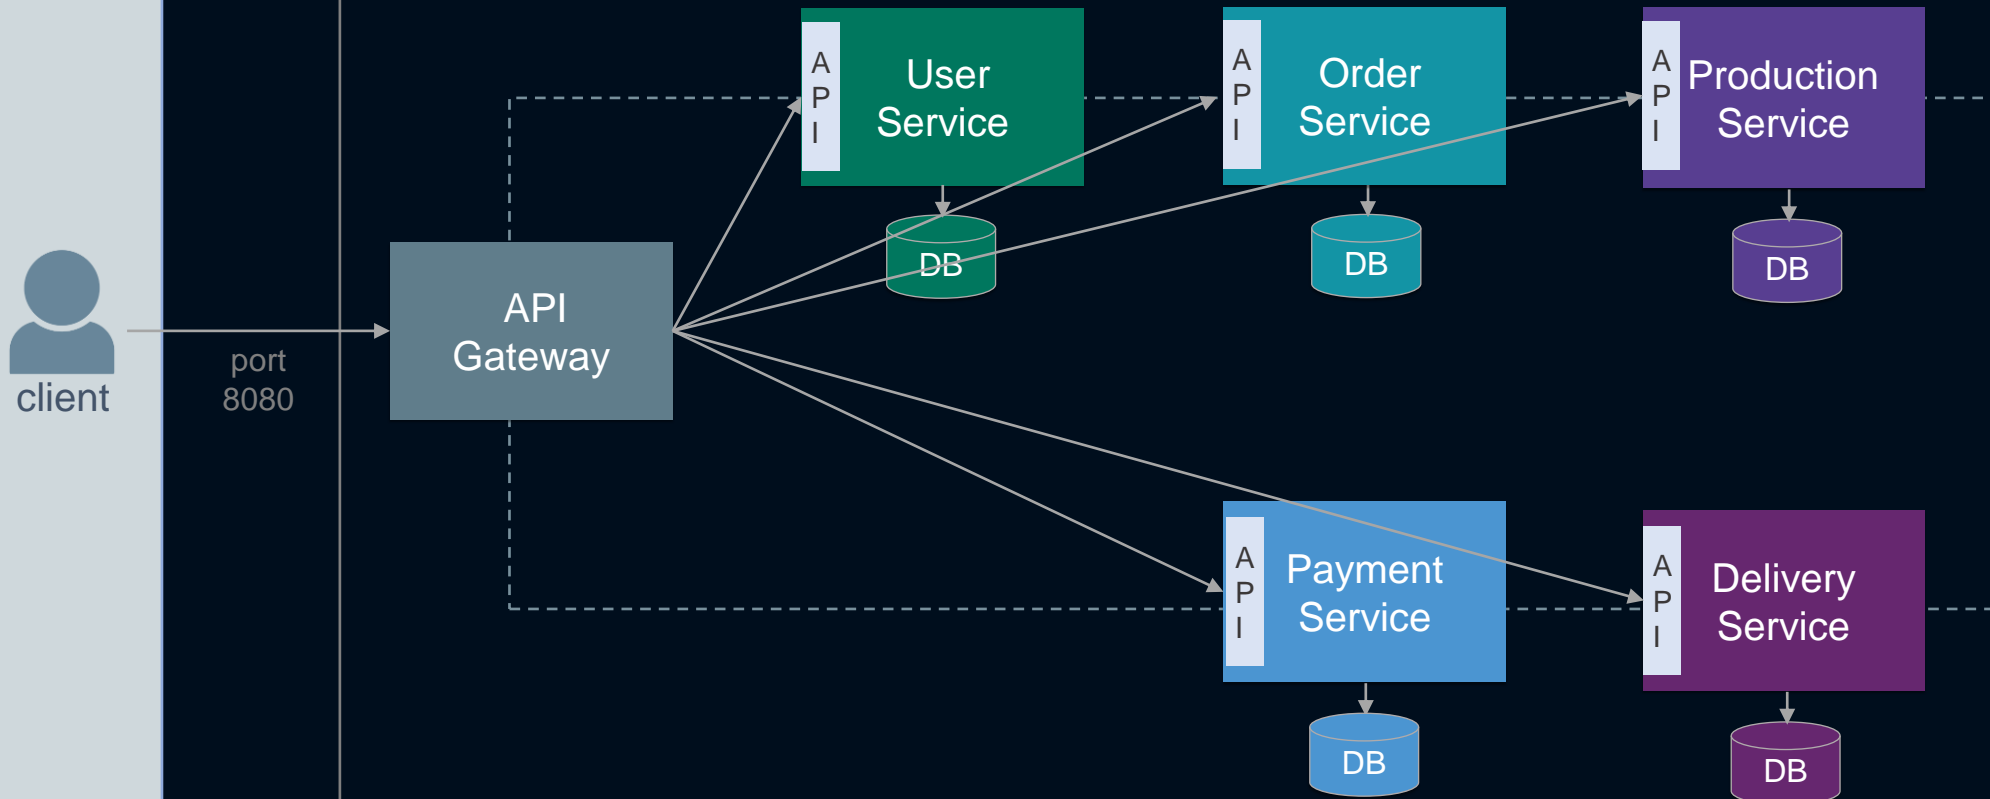 client
port
8080
API
Gateway
A
P
I
User
Service
DB
A
P
I
Order
Service
DB
A
P
I
Production
Service
DB
A
P
I
Payment
Service
DB
A
P
I
Delivery
Service
DB